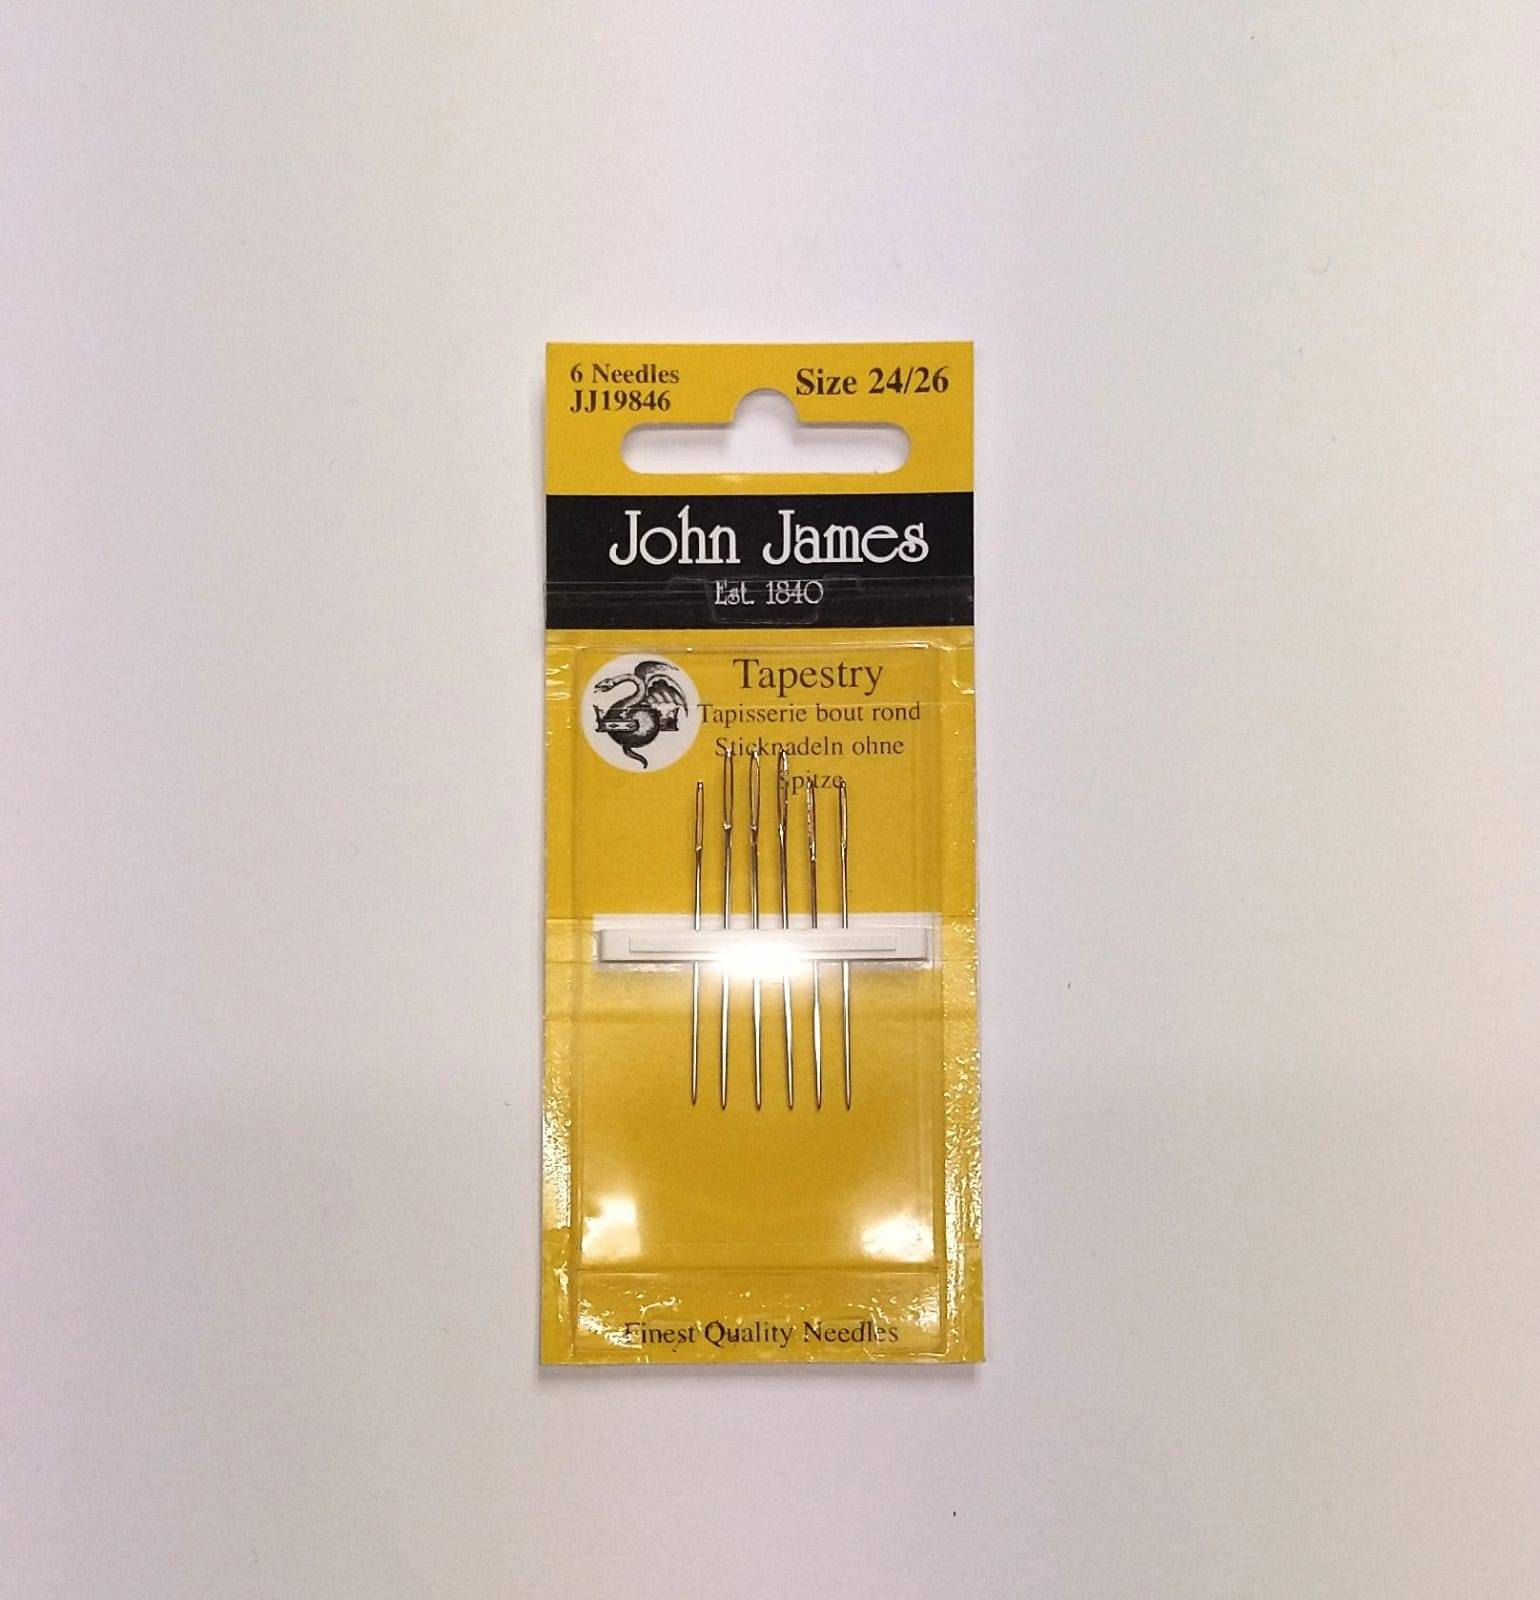 6 Needles
JJ19846
Size 24/26
John James
Est. 1840
Tapestry
Tapisserie bout rond
Sticknadeln ohne
Spitze
Finest Quality Needles